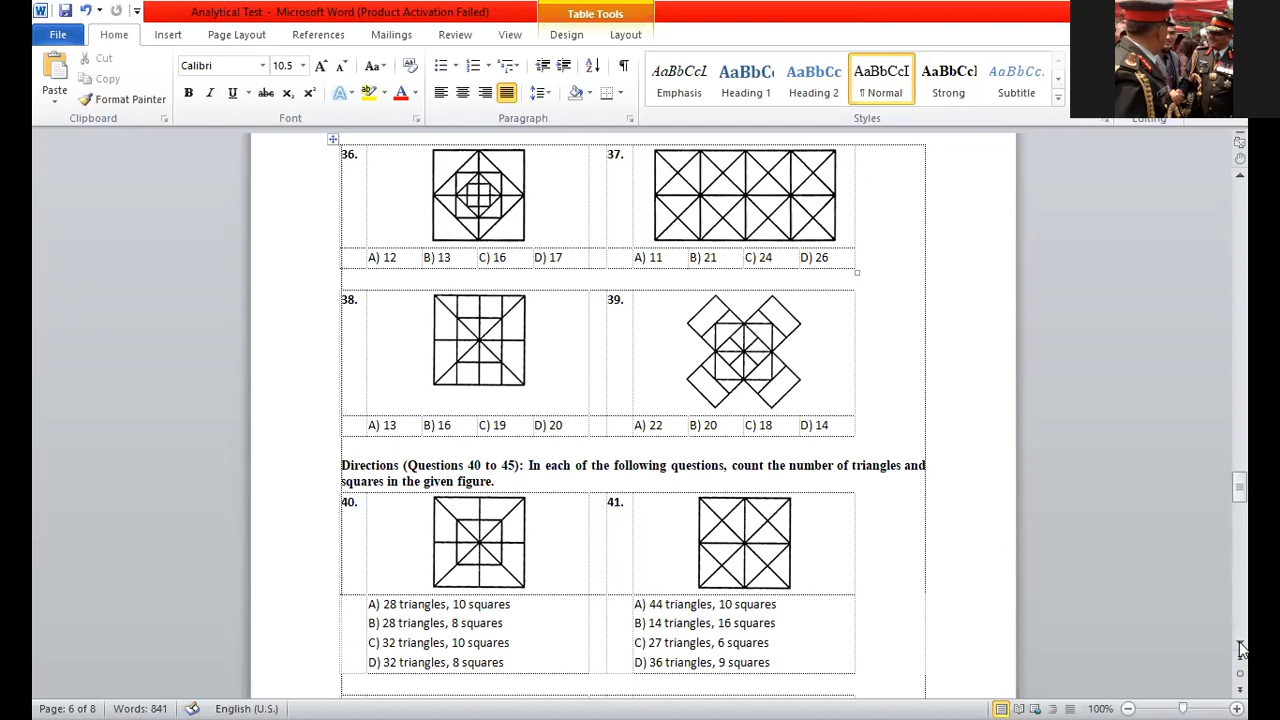 Analytical Test - Microsoft Word (Product Activation Failed)
Table Tools
File Home Insert Page Layout References Mailings Review View Design Layout
Paste
Cut
Copy
Format Painter
Clipboard
Calibri 10.5
Font
Paragraph
AaBbCcI AaBbCc AaBbCc AaBbCcI AaBbCcI AaBbCc.
Emphasis Heading 1 Heading 2 ¶ Normal Strong Subtitle
Styles
Editing
36. 37.
A) 12 B) 13 C) 16 D) 17 A) 11 B) 21 C) 24 D) 26
38. 39.
A) 13 B) 16 C) 19 D) 20 A) 22 B) 20 C) 18 D) 14
Directions (Questions 40 to 45): In each of the following questions, count the number of triangles and
squares in the given figure.
40. 41.
A) 28 triangles, 10 squares A) 44 triangles, 10 squares
B) 28 triangles, 8 squares B) 14 triangles, 16 squares
C) 32 triangles, 10 squares C) 27 triangles, 6 squares
D) 32 triangles, 8 squares D) 36 triangles, 9 squares
Page: 6 of 8 Words: 841 English (U.S.) 100%